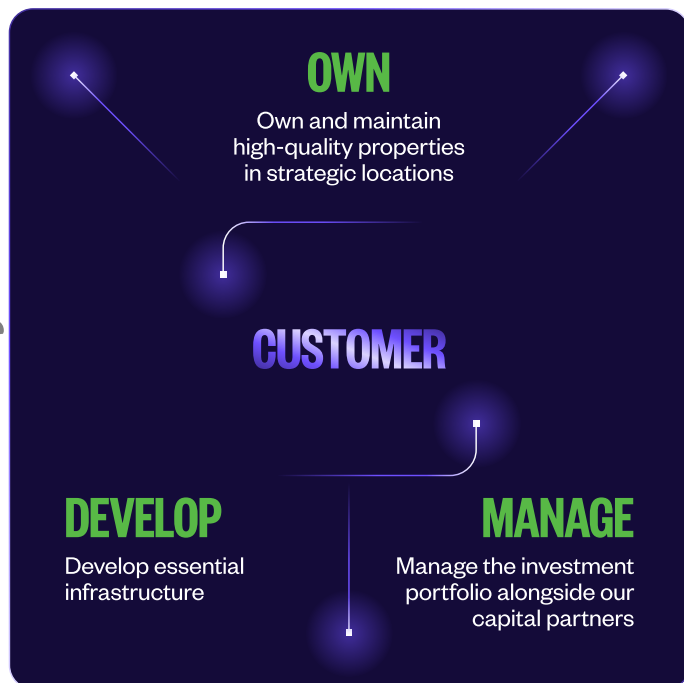 OWN
Own and maintain
high-quality properties
in strategic locations
CUSTOMER
DEVELOP
Develop essential
infrastructure
MANAGE
Manage the investment
portfolio alongside our
capital partners